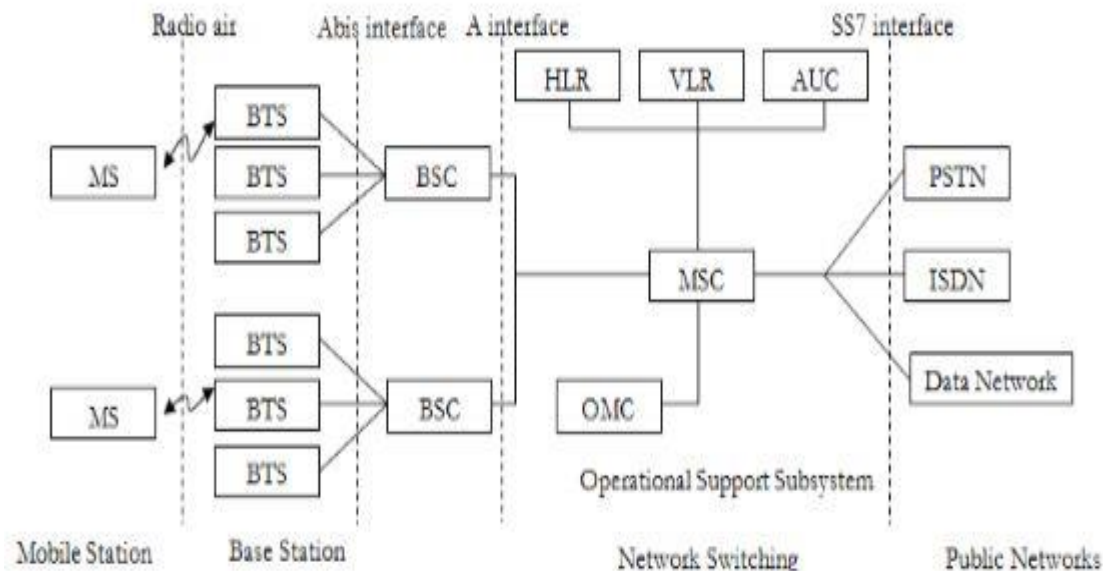 Radio air
Abis interface
A interface
SS7 interface
HLR
VLR
AUC
BTS
MS
BTS
BSC
BTS
PSTN
MSC
ISDN
BTS
MS
BTS
BSC
OMC
Data Network
BTS
Operational Support Subsystem
Mobile Station
Base Station
Network Switching
Public Networks